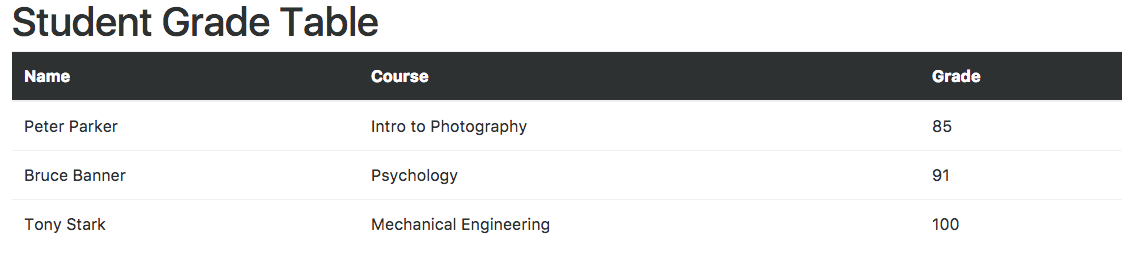 Student Grade Table
Name Course Grade
Peter Parker Intro to Photography 85
Bruce Banner Psychology 91
Tony Stark Mechanical Engineering 100